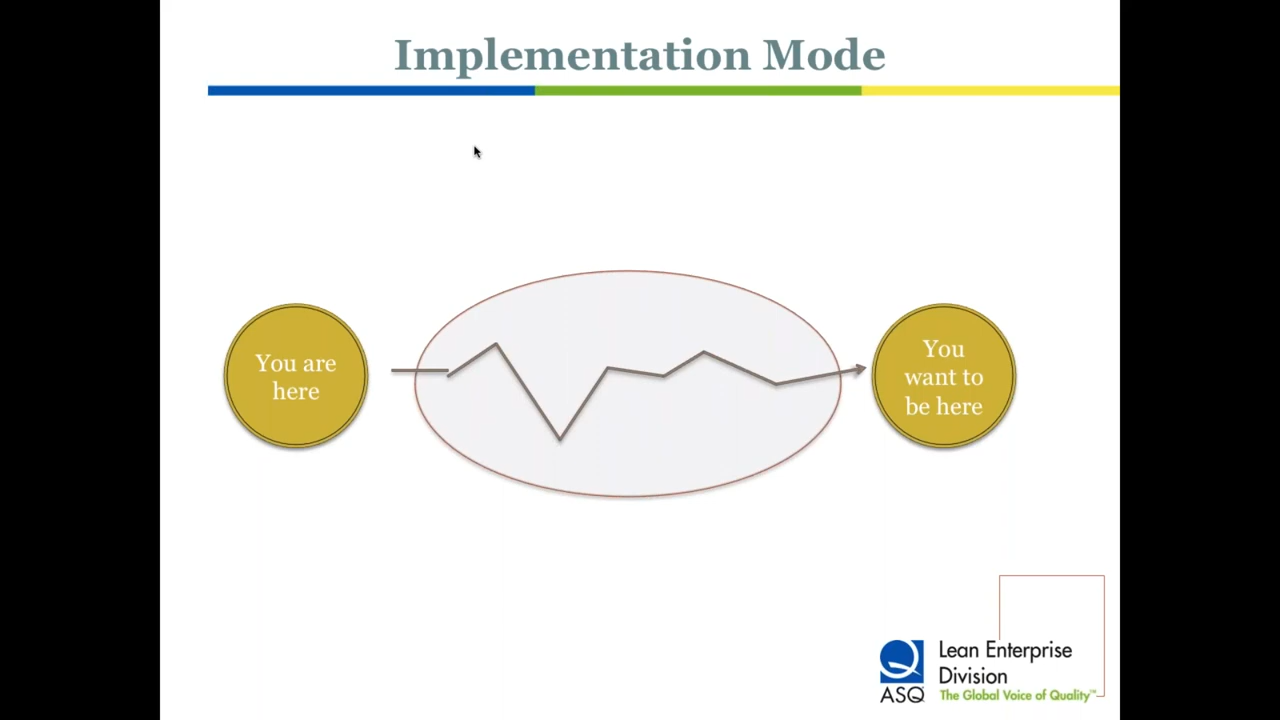 Implementation Mode
You are
here
You
want to
be here
Lean Enterprise
Division
ASQ
The Global Voice of Quality™